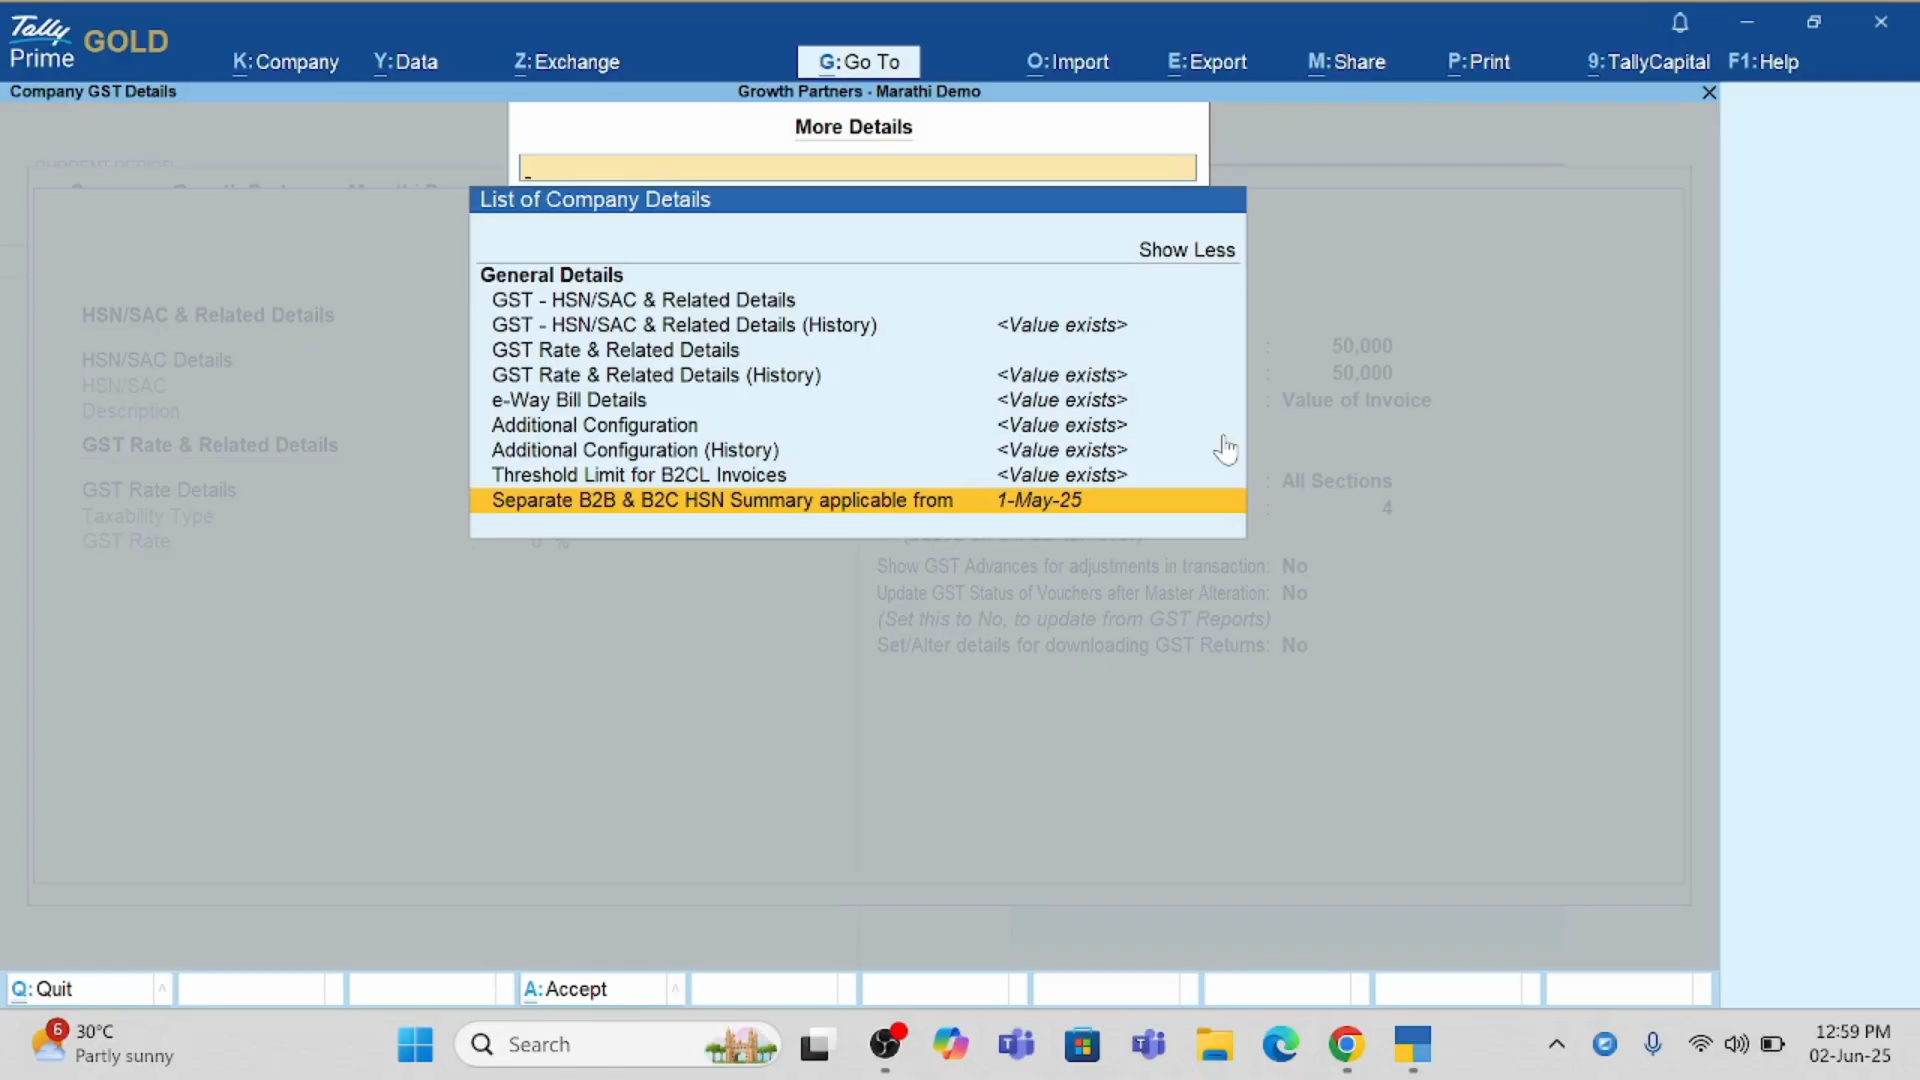 Tally
Prime GOLD
K:Company Y:Data Z:Exchange G:Go To O:Import E:Export M:Share P:Print 9:TallyCapital F1:Help
Company GST Details Growth Partners - Marathi Demo
More Details
List of Company Details
Show Less
General Details
GST - HSN/SAC & Related Details
GST - HSN/SAC & Related Details (History) <Value exists>
GST Rate & Related Details
GST Rate & Related Details (History) <Value exists>
e-Way Bill Details <Value exists>
Additional Configuration <Value exists>
Additional Configuration (History) <Value exists>
Threshold Limit for B2CL Invoices <Value exists>
Separate B2B & B2C HSN Summary applicable from 1-May-25
HSN/SAC & Related Details
HSN/SAC Details : 50,000
HSN/SAC : 50,000
Description : Value of Invoice
GST Rate & Related Details
GST Rate Details : All Sections
Taxability Type : 4
GST Rate 0 %
Show GST Advances for adjustments in transaction: No
Update GST Status of Vouchers after Master Alteration: No
(Set this to No, to update from GST Reports)
Set/Alter details for downloading GST Returns: No
Q:Quit A:Accept
6 30°C
Partly sunny
Search
12:59 PM
02-Jun-25